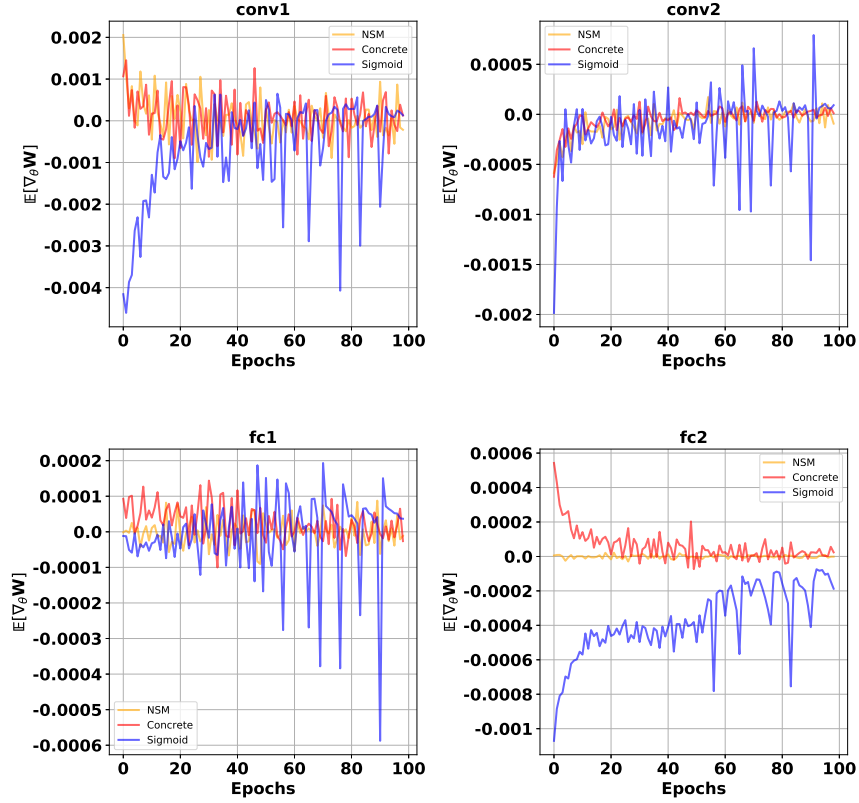 conv1
0.002
0.001
0.0
-0.001
-0.002
-0.003
-0.004
𝔼[∇θW]
NSM
Concrete
Sigmoid
0 20 40 60 80 100
Epochs
conv2
0.0005
0.0
-0.0005
-0.001
-0.0015
-0.002
𝔼[∇θW]
NSM
Concrete
Sigmoid
0 20 40 60 80 100
Epochs
fc1
0.0002
0.0001
0.0
-0.0001
-0.0002
-0.0003
-0.0004
-0.0005
-0.0006
𝔼[∇θW]
NSM
Concrete
Sigmoid
0 20 40 60 80 100
Epochs
fc2
0.0006
0.0004
0.0002
0.0
-0.0002
-0.0004
-0.0006
-0.0008
-0.001
𝔼[∇θW]
NSM
Concrete
Sigmoid
0 20 40 60 80 100
Epochs